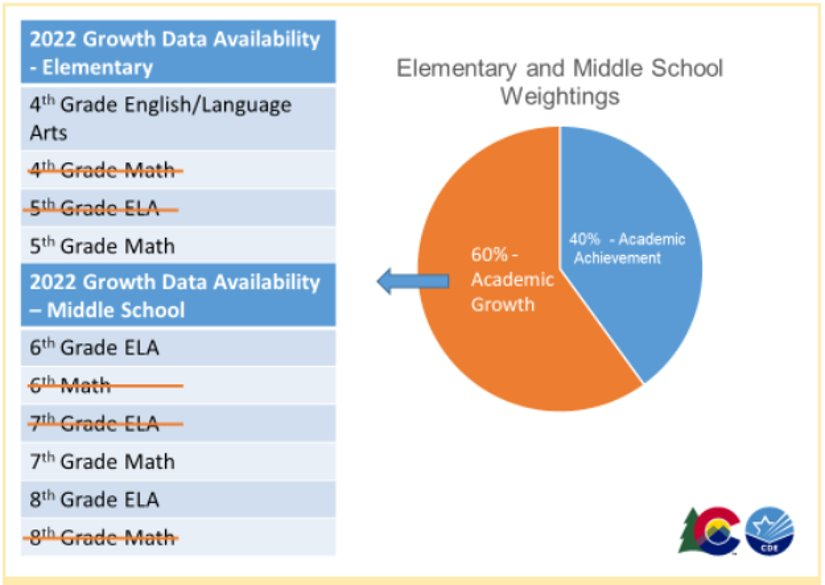 2022 Growth Data Availability
- Elementary
4th Grade English/Language
Arts
4th Grade Math
5th Grade ELA
5th Grade Math
2022 Growth Data Availability
– Middle School
6th Grade ELA
6th Math
7th Grade ELA
7th Grade Math
8th Grade ELA
8th Grade Math
Elementary and Middle School
Weightings
60% -
Academic
Growth
40%  - Academic
Achievement
C
CDE